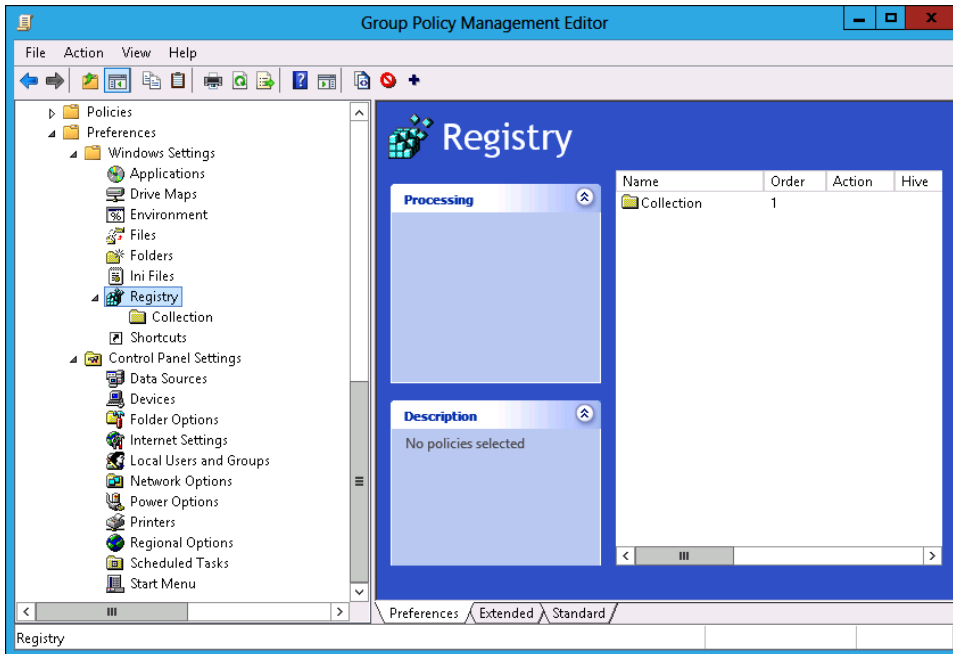 Group Policy Management Editor
File Action View Help
Policies
Preferences
Windows Settings
Applications
Drive Maps
Environment
Files
Folders
Ini Files
Registry
Collection
Shortcuts
Control Panel Settings
Data Sources
Devices
Folder Options
Internet Settings
Local Users and Groups
Network Options
Power Options
Printers
Regional Options
Scheduled Tasks
Start Menu
Registry
Processing
Description
No policies selected
Name Order Action Hive
Collection 1
Preferences Extended Standard
Registry